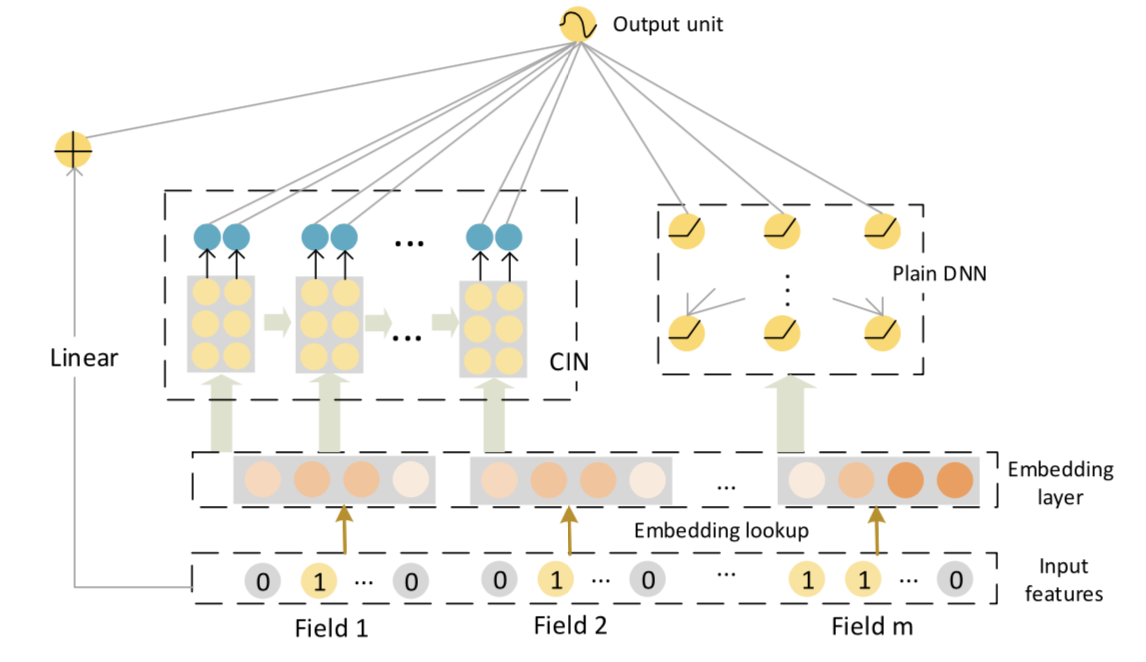 Output unit
...
Plain DNN
...
Linear
CIN
Embedding
layer
...
Embedding lookup
0 1 ... 0 0 1 ... 0 ... 1 1 ... 0
Input
features
Field 1 Field 2 Field m